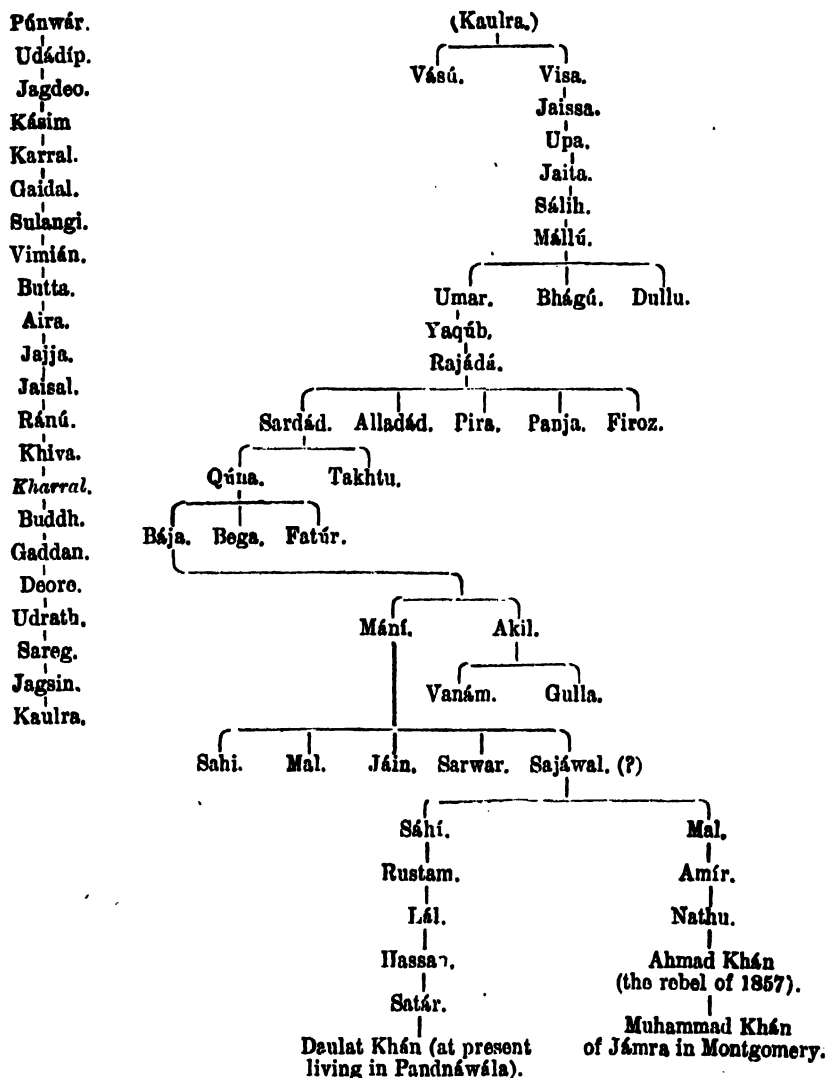 Púnwár.
Udádíp.
Jagdeo.
Kásim
Karral.
Gaidal.
Sulangi.
Vimián.
Butta.
Aira.
Jajja.
Jaisal.
Ránú.
Khiva.
Kharral.
Buddh.
Gaddan.
Deore.
Udrath.
Sareg.
Jagsin.
Kaulra.
(Kaulra.)
Vású. Visa.
Jaissa.
Upa.
Jaita.
Sálih.
Mállú.
Umar. Bhágú. Dullu.
Yaqúb.
Rajádá.
Sardád. Alladád. Pira. Panja. Firoz.
Qúna. Takhtu.
Bája. Bega. Fatúr.
Mání. Akil.
Vanám. Gulla.
Sahi. Mal. Jáin. Sarwar. Sajáwal. (?)
Sáhí. Mal.
Rustam. Amír.
Lál. Nathu.
Hassan. Ahmad Khán
(the rebel of 1857).
Satár.
Daulat Khán (at present
living in Pandnáwála).
Muhammad Khán
of Jámra in Montgomery.